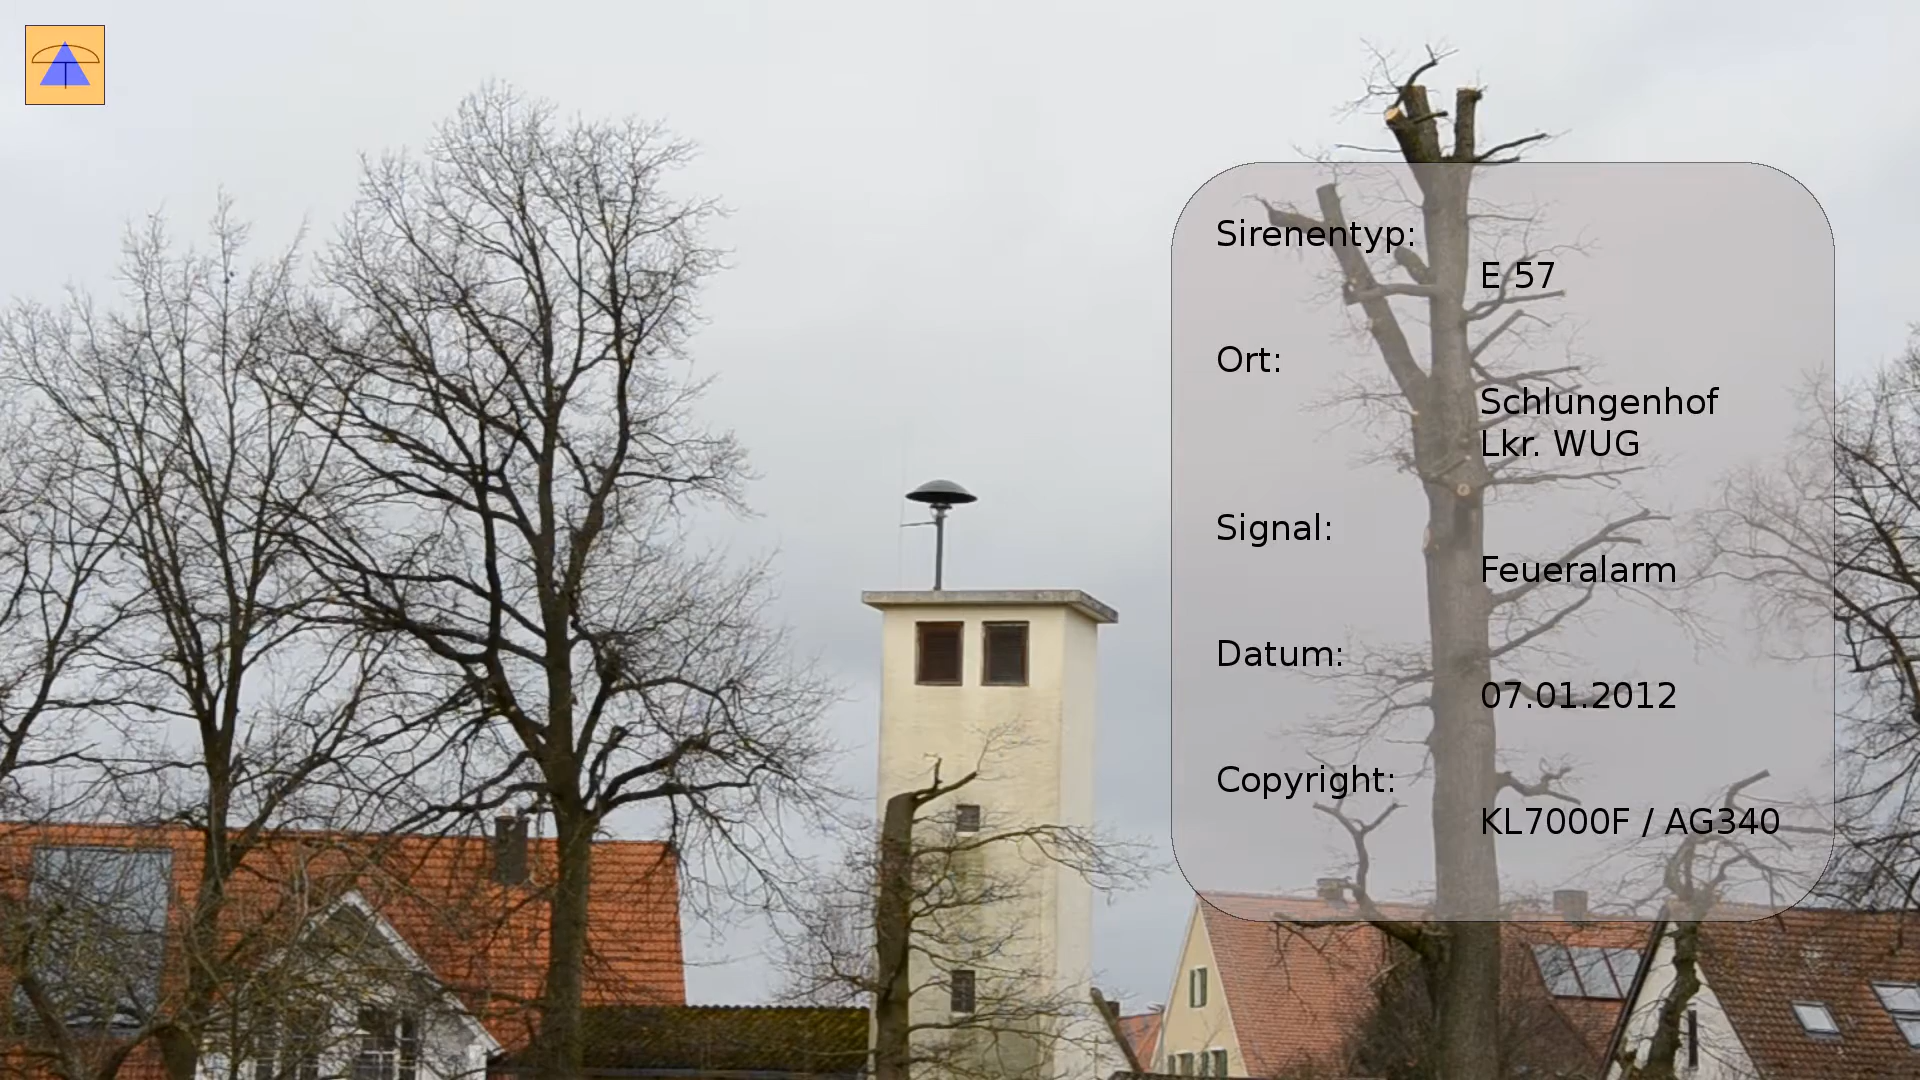 Sirenentyp:
E 57
Ort:
Schlungenhof
Lkr. WUG
Signal:
Feueralarm
Datum:
07.01.2012
Copyright:
KL7000F / AG340